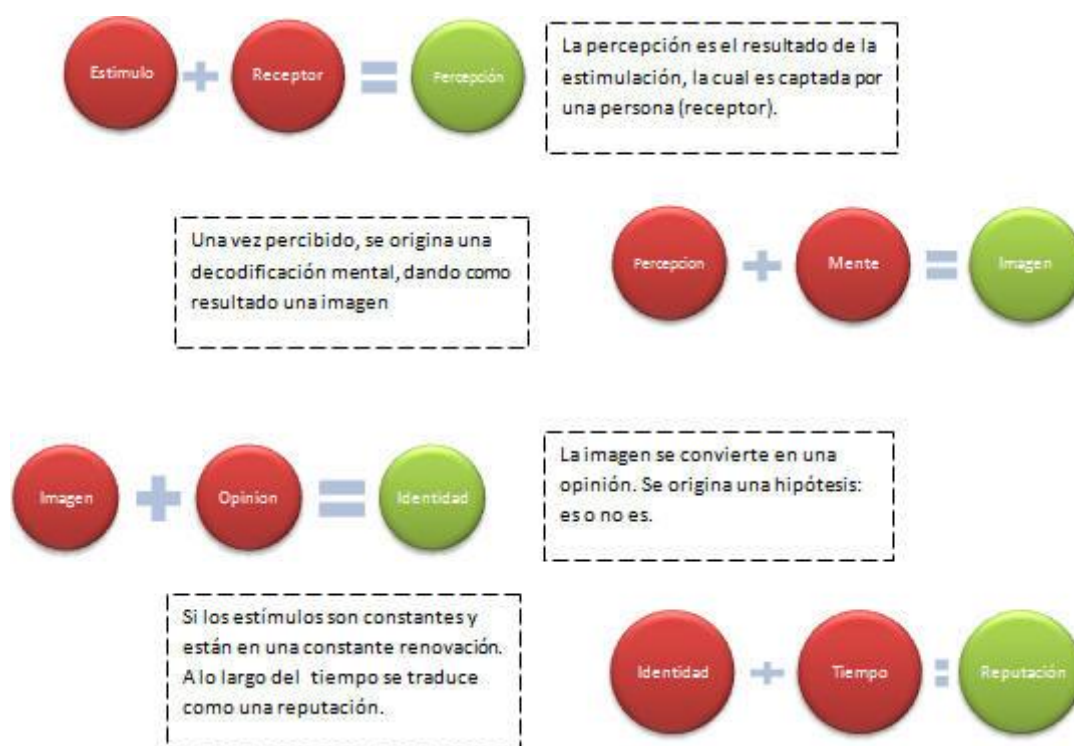 Estimulo + Receptor = Percepción
La percepción es el resultado de la
estimulación, la cual es captada por
una persona (receptor).
Una vez percibido, se origina una
decodificación mental, dando como
resultado una imagen
Percepcion + Mente = Imagen
Imagen + Opinion = Identidad
La imagen se convierte en una
opinión. Se origina una hipótesis:
es o no es.
Si los estímulos son constantes y
están en una constante renovación.
A lo largo del tiempo se traduce
como una reputación.
Identidad + Tiempo = Reputación